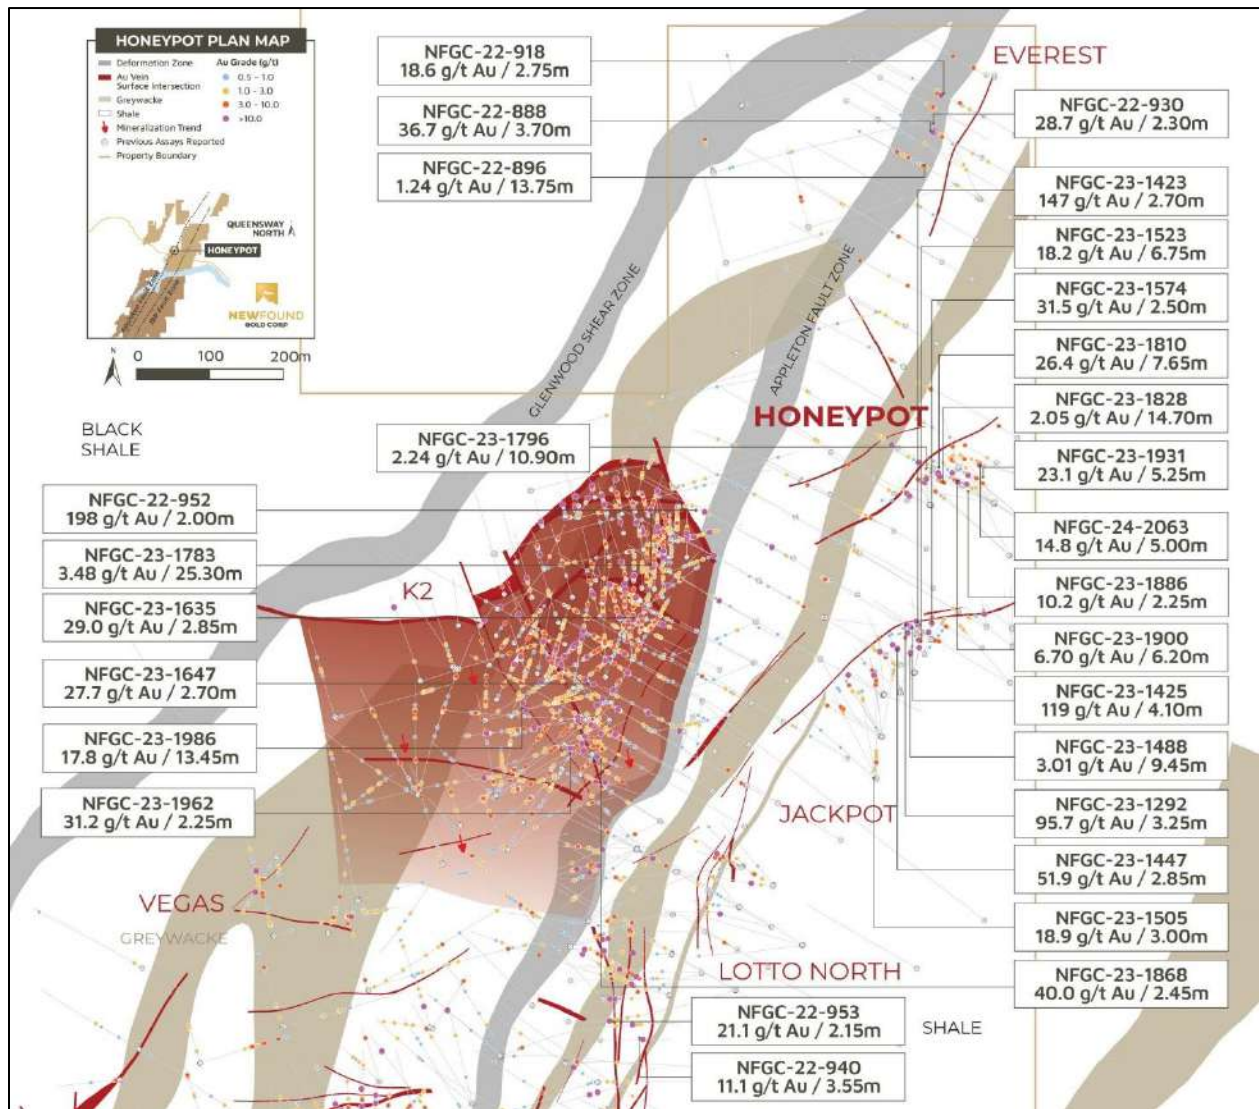 HONEYPOT PLAN MAP
Deformation Zone
Au Vein
Surface Intersection
Greywacke
Shale
Mineralization Trend
Previous Assays Reported
Property Boundary
Au Grade (g/t)
0.5 - 1.0
1.0 - 3.0
3.0 - 10.0
>10.0
QUEENSWAY
NORTH
HONEYPOT
NEWFOUND
GOLD CORP
N
0 100 200m
NFGC-22-918
18.6 g/t Au / 2.75m
NFGC-22-888
36.7 g/t Au / 3.70m
NFGC-22-896
1.24 g/t Au / 13.75m
EVEREST
NFGC-22-930
28.7 g/t Au / 2.30m
NFGC-23-1423
147 g/t Au / 2.70m
NFGC-23-1523
18.2 g/t Au / 6.75m
NFGC-23-1574
31.5 g/t Au / 2.50m
NFGC-23-1810
26.4 g/t Au / 7.65m
NFGC-23-1828
2.05 g/t Au / 14.70m
NFGC-23-1931
23.1 g/t Au / 5.25m
NFGC-24-2063
14.8 g/t Au / 5.00m
NFGC-23-1886
10.2 g/t Au / 2.25m
NFGC-23-1900
6.70 g/t Au / 6.20m
NFGC-23-1425
119 g/t Au / 4.10m
NFGC-23-1488
3.01 g/t Au / 9.45m
NFGC-23-1292
95.7 g/t Au / 3.25m
NFGC-23-1447
51.9 g/t Au / 2.85m
NFGC-23-1505
18.9 g/t Au / 3.00m
NFGC-23-1868
40.0 g/t Au / 2.45m
GLENWOOD SHEAR ZONE
APPLETON FAULT ZONE
HONEYPOT
BLACK
SHALE
NFGC-23-1796
2.24 g/t Au / 10.90m
NFGC-22-952
198 g/t Au / 2.00m
NFGC-23-1783
3.48 g/t Au / 25.30m
NFGC-23-1635
29.0 g/t Au / 2.85m
NFGC-23-1647
27.7 g/t Au / 2.70m
NFGC-23-1986
17.8 g/t Au / 13.45m
NFGC-23-1962
31.2 g/t Au / 2.25m
K2
JACKPOT
VEGAS
GREYWACKE
LOTTO NORTH
NFGC-22-953
21.1 g/t Au / 2.15m
SHALE
NFGC-22-940
11.1 g/t Au / 3.55m